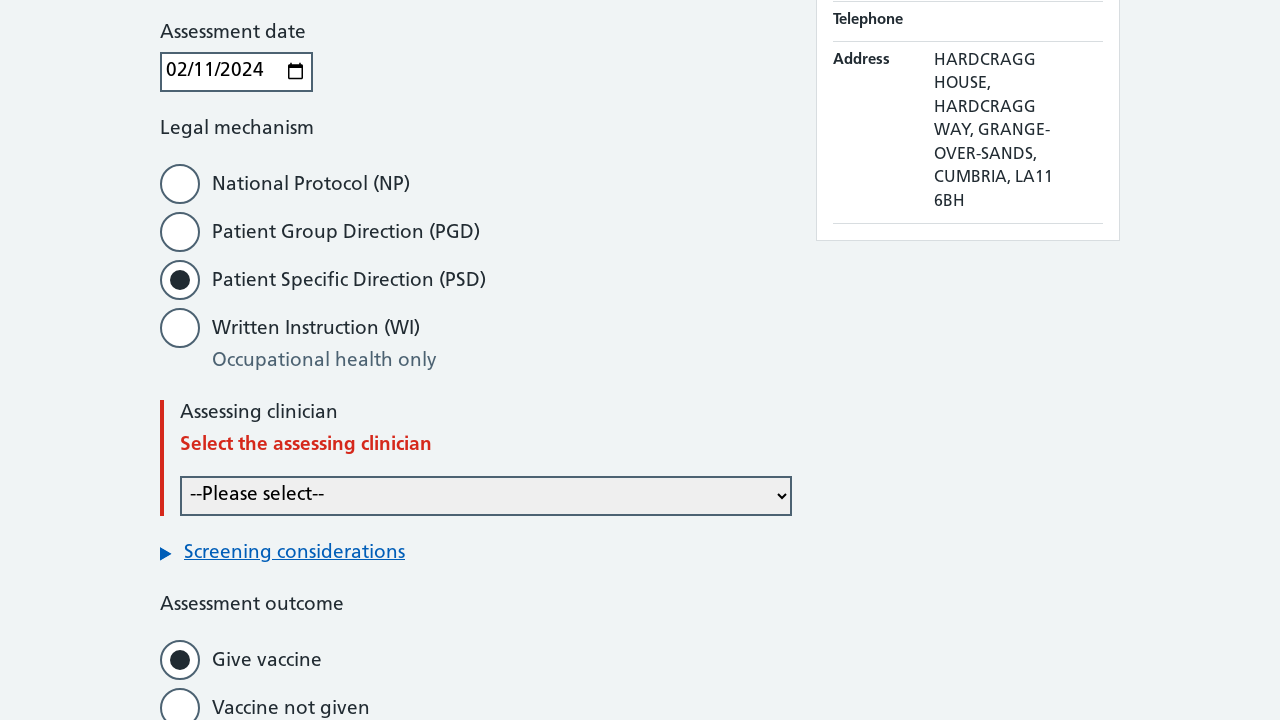 Assessment date
02/11/2024
Legal mechanism
National Protocol (NP)
Patient Group Direction (PGD)
Patient Specific Direction (PSD)
Written Instruction (WI)
Occupational health only
Assessing clinician
Select the assessing clinician
--Please select--
Screening considerations
Assessment outcome
Give vaccine
Vaccine not given
Telephone
Address
HARDCRAGG
HOUSE,
HARDCRAGG
WAY, GRANGE-
OVER-SANDS,
CUMBRIA, LA11
6BH